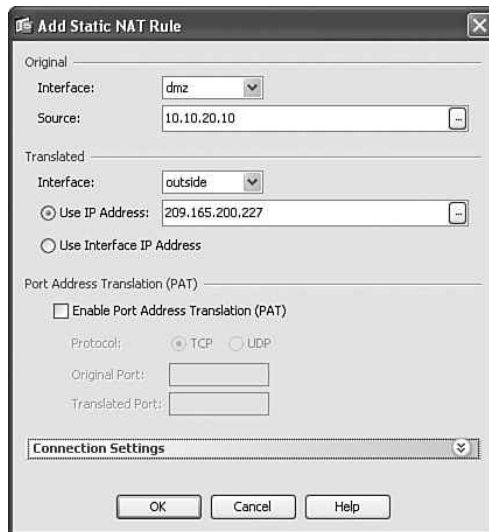 Add Static NAT Rule
Original
Interface: dmz
Source: 10.10.20.10 ...
Translated
Interface: outside
Use IP Address: 209.165.200.227 ...
Use Interface IP Address
Port Address Translation (PAT)
Enable Port Address Translation (PAT)
Protocol: TCP UDP
Original Port:
Translated Port:
Connection Settings
OK Cancel Help